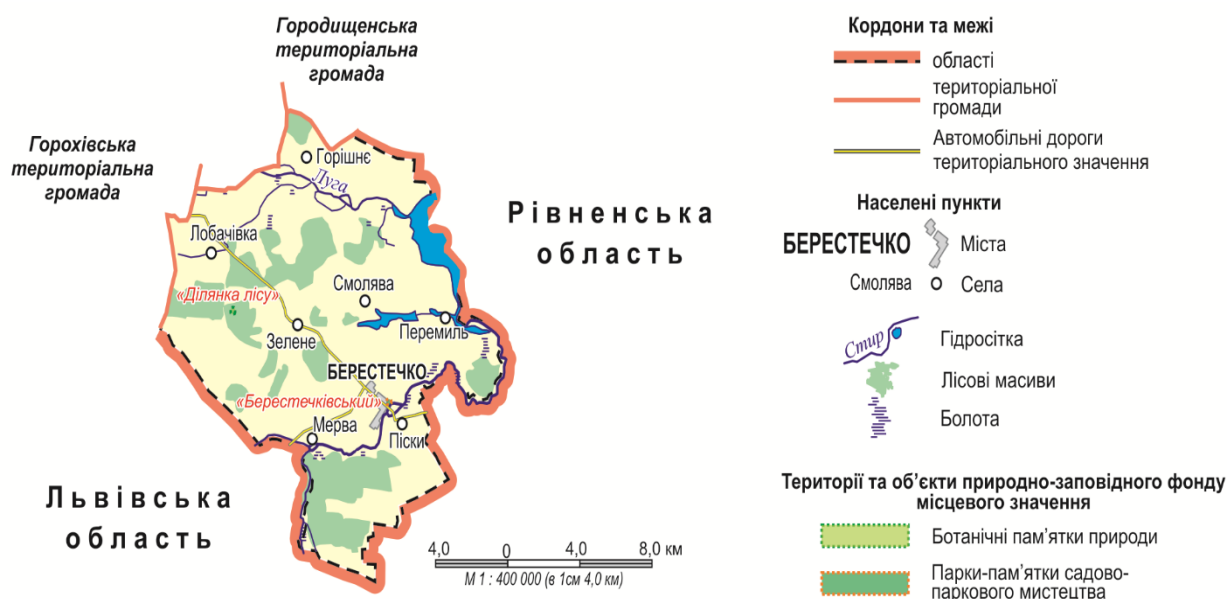 Городищенська
територіальна
громада
Горохівська
територіальна
громада
Горішнє
Луга
Рівненська
область
Лобачівка
Смолява
«Ділянка лісу»
Перемиль
Зелене
БЕРЕСТЕЧКО
«Берестечківський»
Мерва
Піски
Львівська
область
4,0 0 4,0 8,0 км
М 1 : 400 000 (в 1см 4,0 км)
Кордони та межі
області
територіальної
громади
Автомобільні дороги
територіального значення
Населені пункти
БЕРЕСТЕЧКО Міста
Смолява Села
Стир Гідросітка
Лісові масиви
Болота
Території та об’єкти природно-заповідного фонду
місцевого значення
Ботанічні пам’ятки природи
Парки-пам’ятки садово-
паркового мистецтва